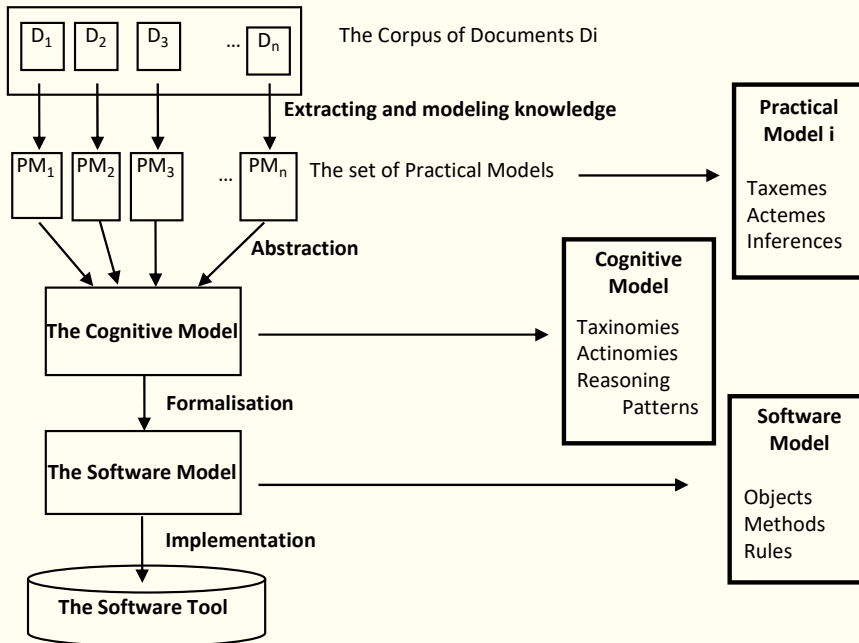 D1 D2 D3 ... Dn
The Corpus of Documents Di
Extracting and modeling knowledge
PM1 PM2 PM3 ... PMn
The set of Practical Models
Practical
Model i
Taxemes
Actemes
Inferences
Abstraction
The Cognitive Model
Cognitive
Model
Taxinomies
Actinomies
Reasoning
Patterns
Formalisation
The Software Model
Software
Model
Objects
Methods
Rules
Implementation
The Software Tool